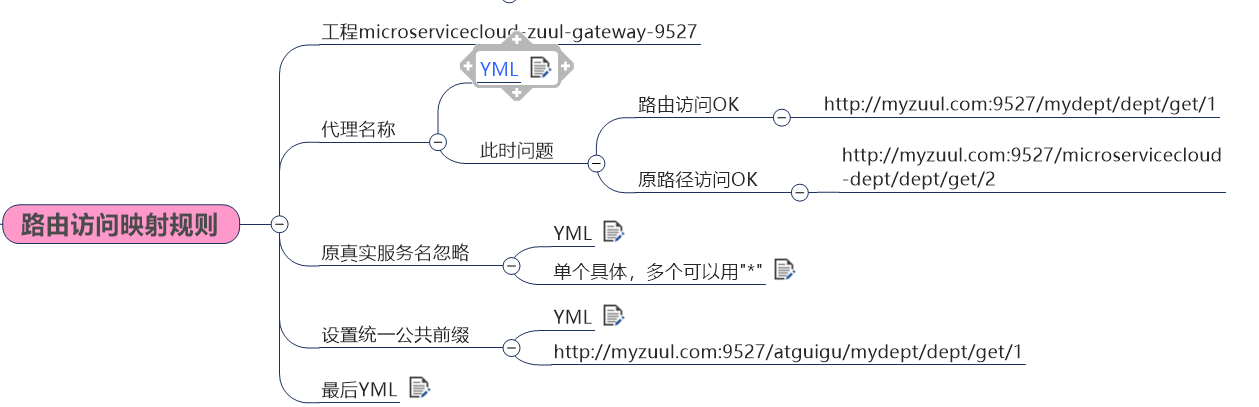 工程microservicecloud-zuul-gateway-9527
YML
路由访问OK
http://myzuul.com:9527/mydept/dept/get/1
代理名称
此时问题
http://myzuul.com:9527/microservicecloud
-dept/dept/get/2
原路径访问OK
路由访问映射规则
YML
原真实服务名忽略
单个具体，多个可以用"*"
YML
设置统一公共前缀
http://myzuul.com:9527/atguigu/mydept/dept/get/1
最后YML